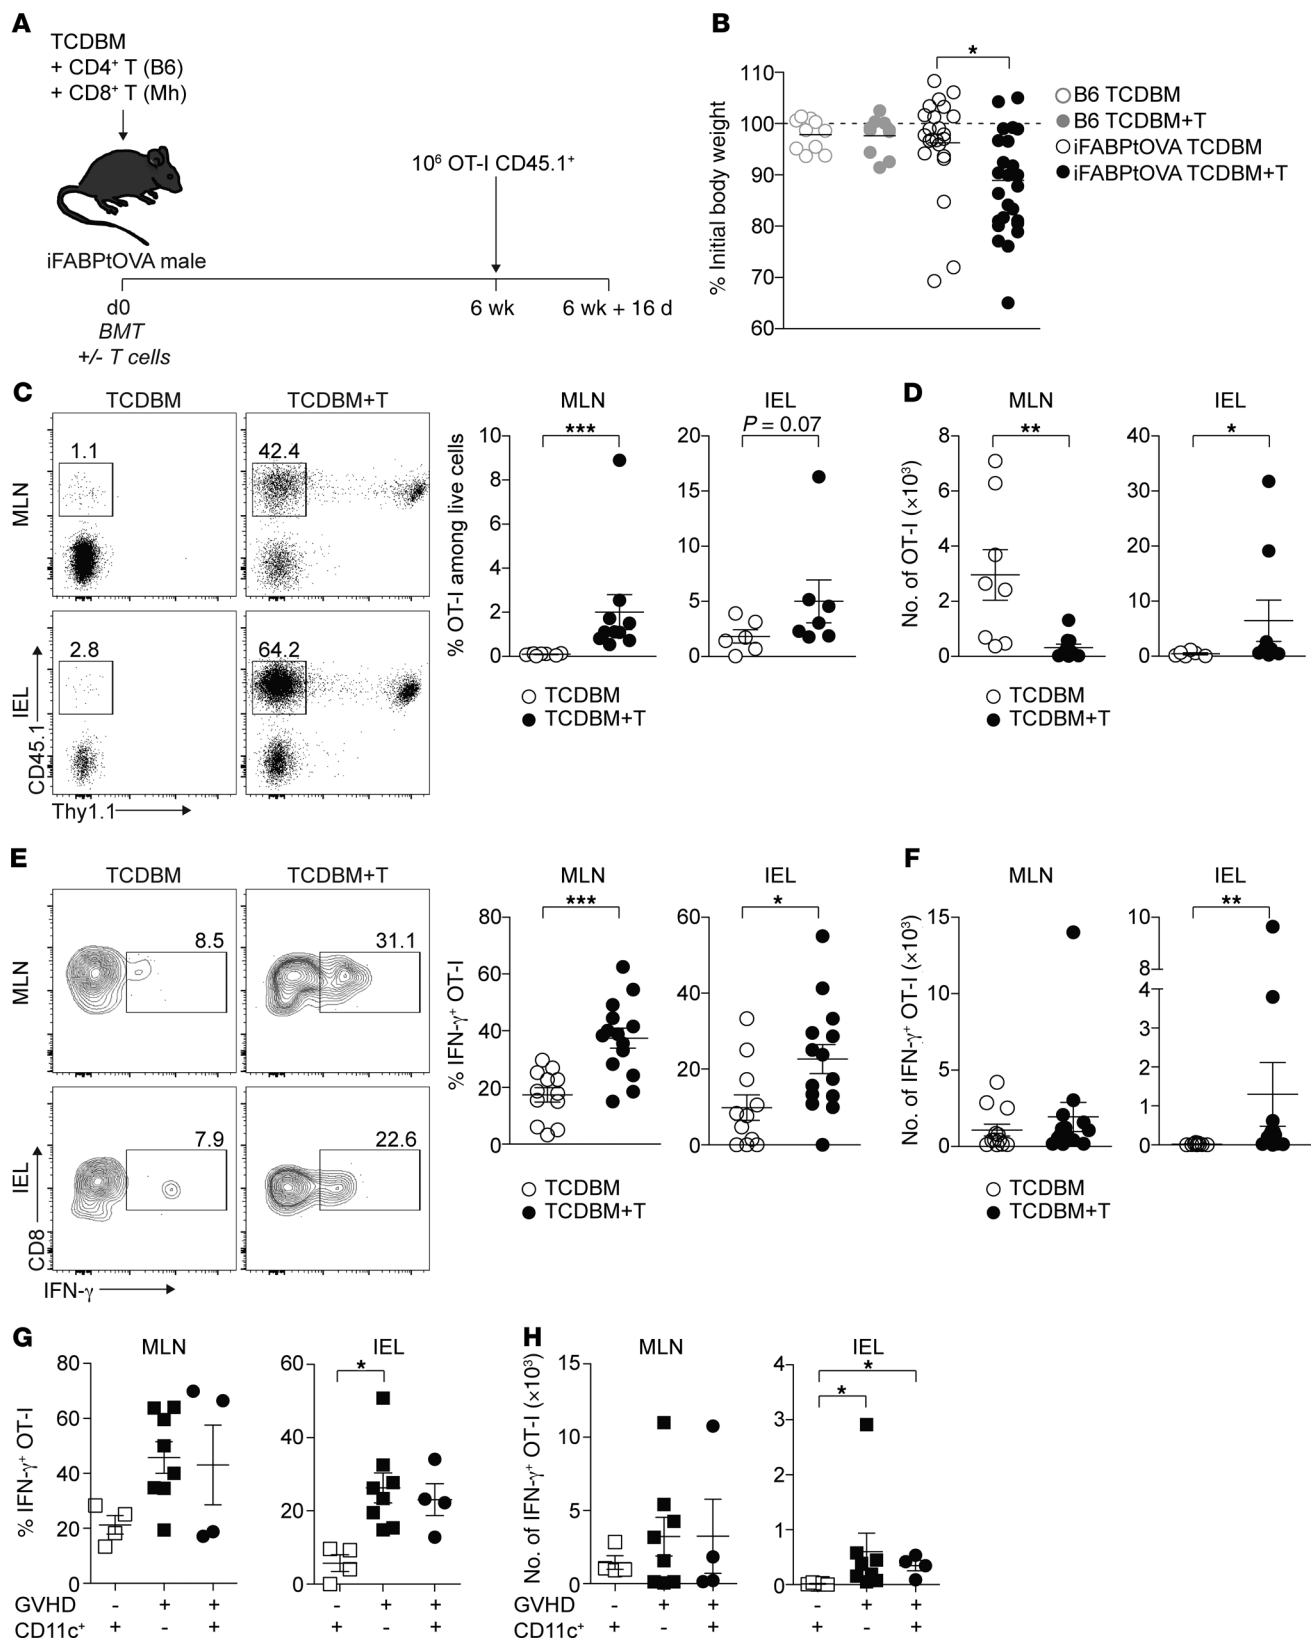 A
TCDBM
+ CD4⁺ T (B6)
+ CD8⁺ T (Mh)
10⁶ OT-I CD45.1⁺
iFABPtOVA male
d0
6 wk
6 wk + 16 d
BMT
+/- T cells
B
*
% Initial body weight
110
100
90
80
70
60
B6 TCDBM
B6 TCDBM+T
iFABPtOVA TCDBM
iFABPtOVA TCDBM+T
C
TCDBM
TCDBM+T
MLN
1.1
42.4
IEL
2.8
64.2
CD45.1
Thy1.1
MLN
***
% OT-I among live cells
10
8
6
4
2
0
IEL
P = 0.07
20
15
10
5
0
TCDBM
TCDBM+T
D
MLN
**
No. of OT-I (×10³)
8
6
4
2
0
IEL
*
40
30
20
10
0
TCDBM
TCDBM+T
E
TCDBM
TCDBM+T
MLN
8.5
31.1
IEL
7.9
22.6
CD8
IFN-γ
MLN
***
% IFN-γ⁺ OT-I
80
60
40
20
0
IEL
*
60
40
20
0
TCDBM
TCDBM+T
F
MLN
No. of IFN-γ⁺ OT-I (×10³)
15
10
5
0
IEL
**
10
8
4
3
2
1
0
TCDBM
TCDBM+T
G
MLN
% IFN-γ⁺ OT-I
80
60
40
20
0
IEL
*
60
40
20
0
GVHD - + + - + +
CD11c⁺ + - + + - +
H
MLN
No. of IFN-γ⁺ OT-I (×10³)
15
10
5
0
IEL
*
*
4
3
2
1
0
GVHD - + + - + +
CD11c⁺ + - + + - +